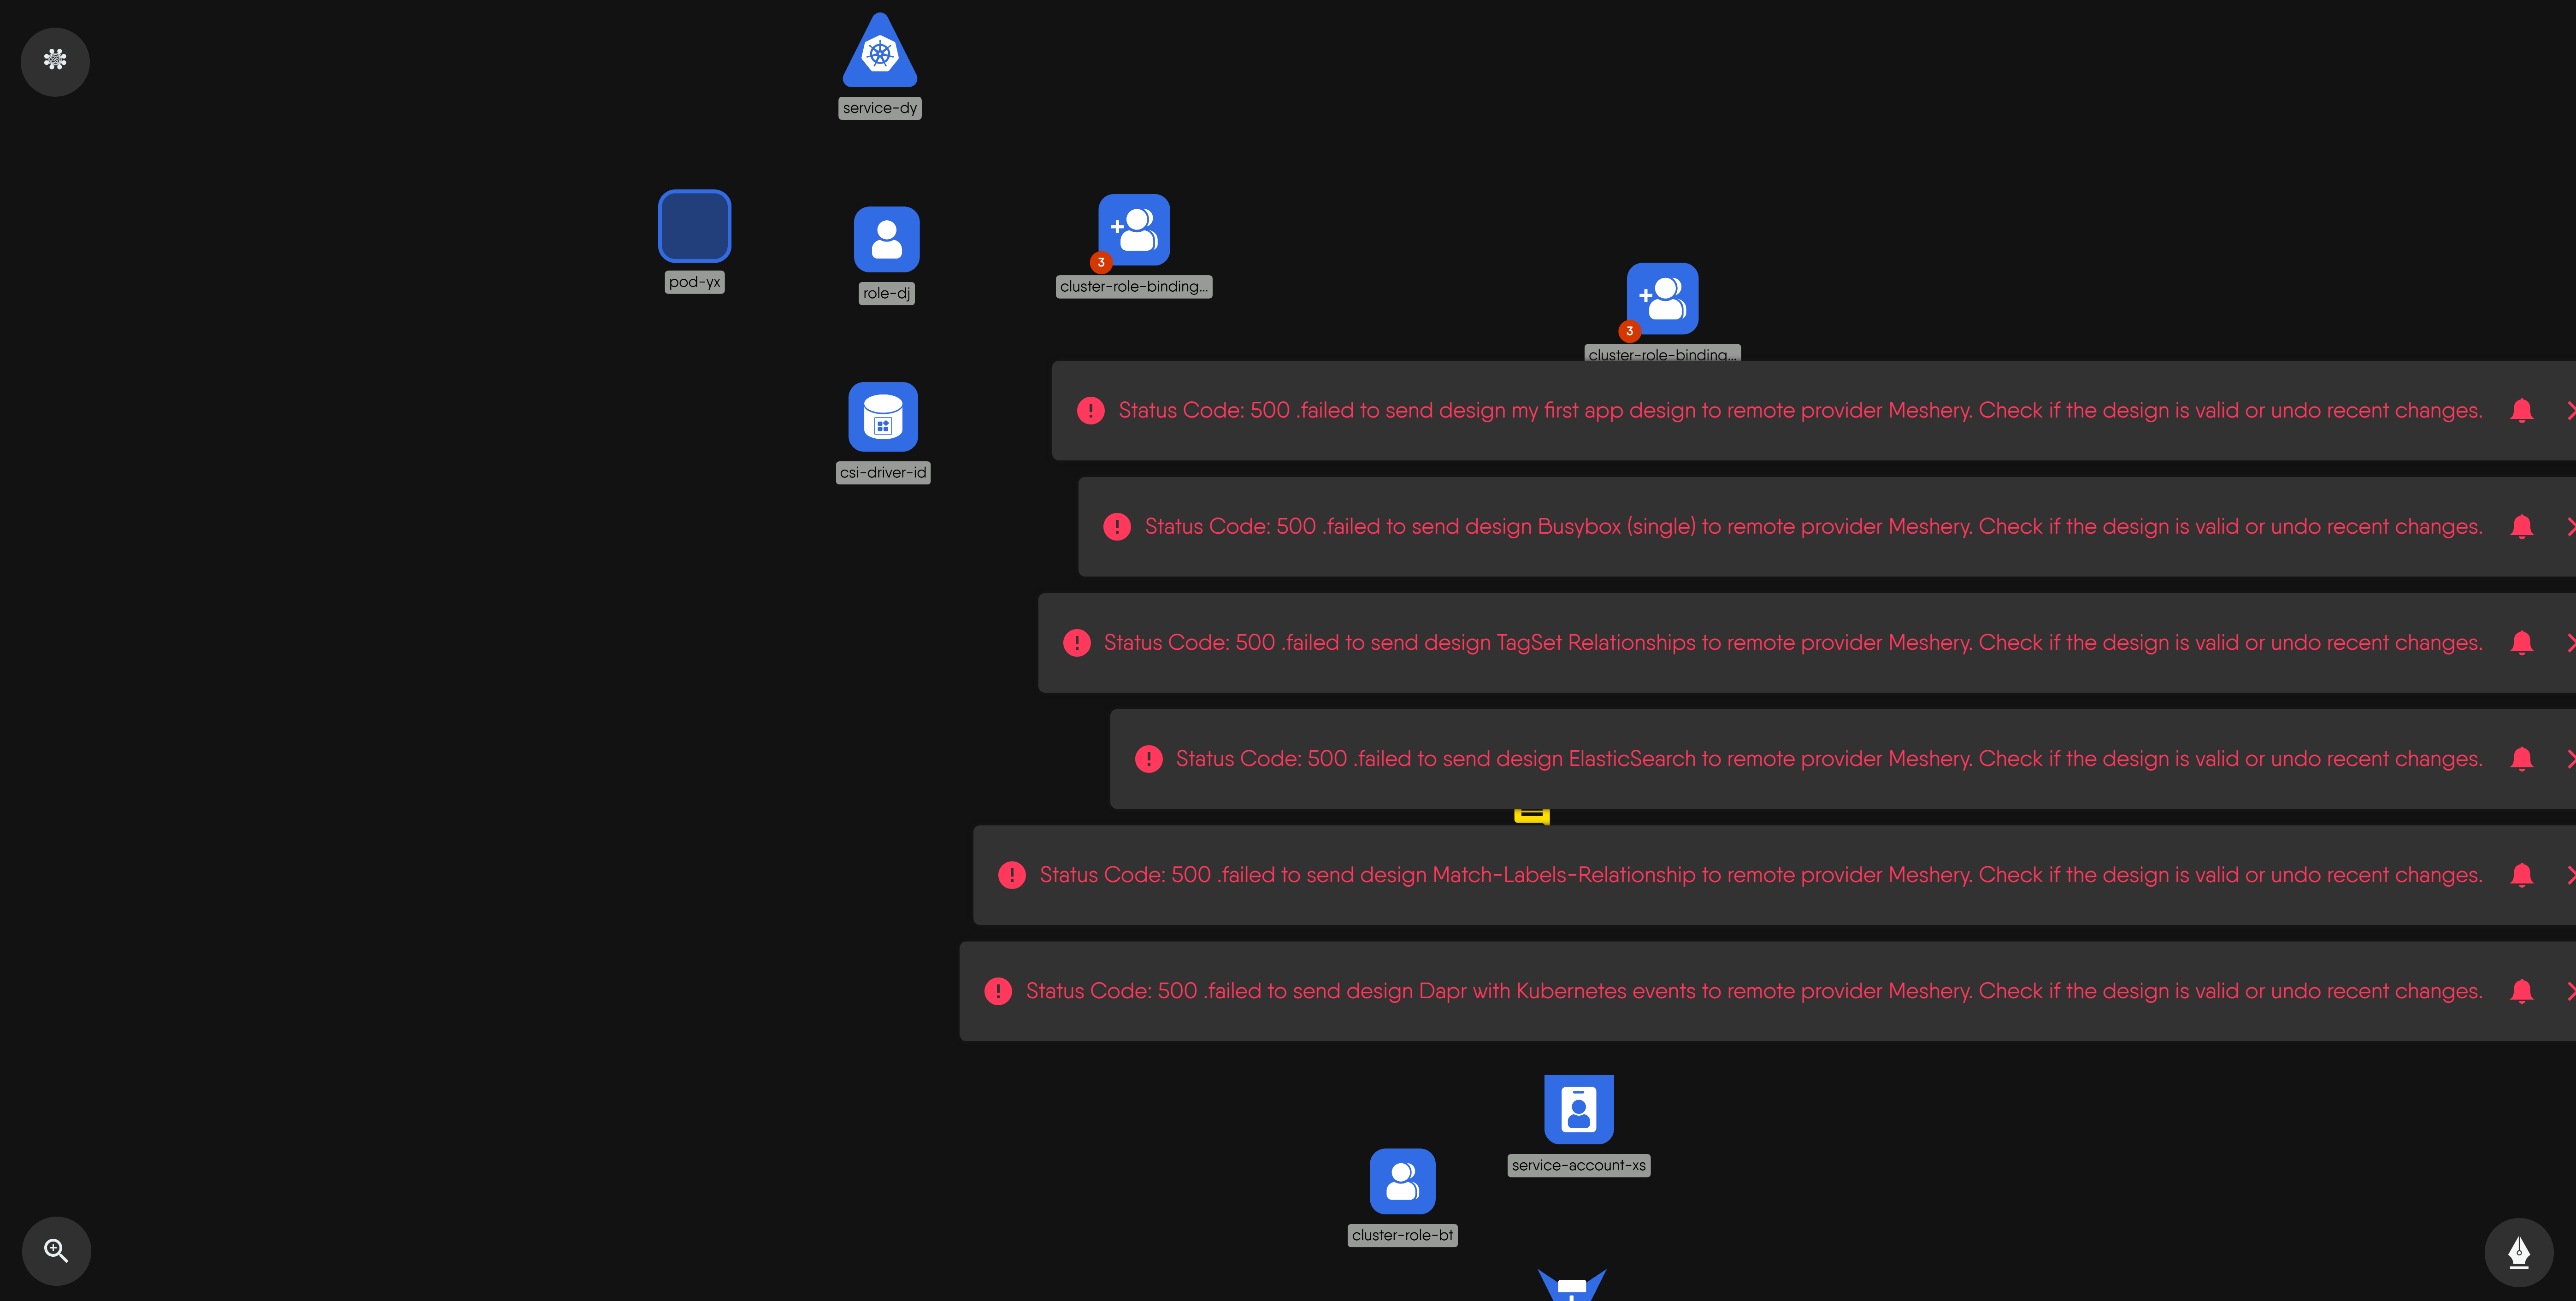 service-dy
pod-yx
role-dj
3
cluster-role-binding...
3
cluster-role-binding...
csi-driver-id
Status Code: 500 .failed to send design my first app design to remote provider Meshery. Check if the design is valid or undo recent changes.
Status Code: 500 .failed to send design Busybox (single) to remote provider Meshery. Check if the design is valid or undo recent changes.
Status Code: 500 .failed to send design TagSet Relationships to remote provider Meshery. Check if the design is valid or undo recent changes.
Status Code: 500 .failed to send design ElasticSearch to remote provider Meshery. Check if the design is valid or undo recent changes.
Status Code: 500 .failed to send design Match-Labels-Relationship to remote provider Meshery. Check if the design is valid or undo recent changes.
Status Code: 500 .failed to send design Dapr with Kubernetes events to remote provider Meshery. Check if the design is valid or undo recent changes.
service-account-xs
cluster-role-bt